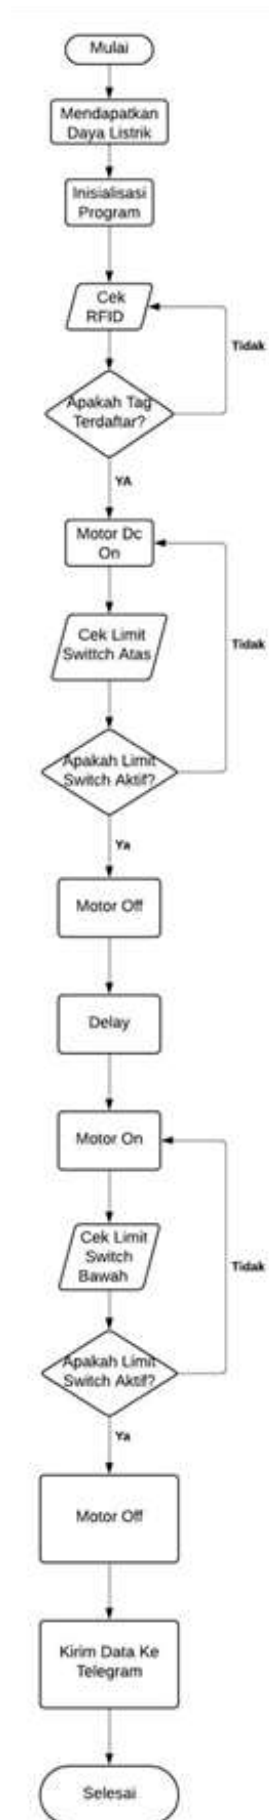 Mulai
Mendapatkan
Daya Listrik
Inisialisasi
Program
Cek
RFID
Tidak
Apakah Tag
Terdaftar?
YA
Motor Dc
On
Cek Limit
Swittch Atas
Tidak
Apakah Limit
Switch Aktif?
Ya
Motor Off
Delay
Motor On
Cek Limit
Switch
Bawah
Tidak
Apakah Limit
Switch Aktif?
Ya
Motor Off
Kirim Data Ke
Telegram
Selesai